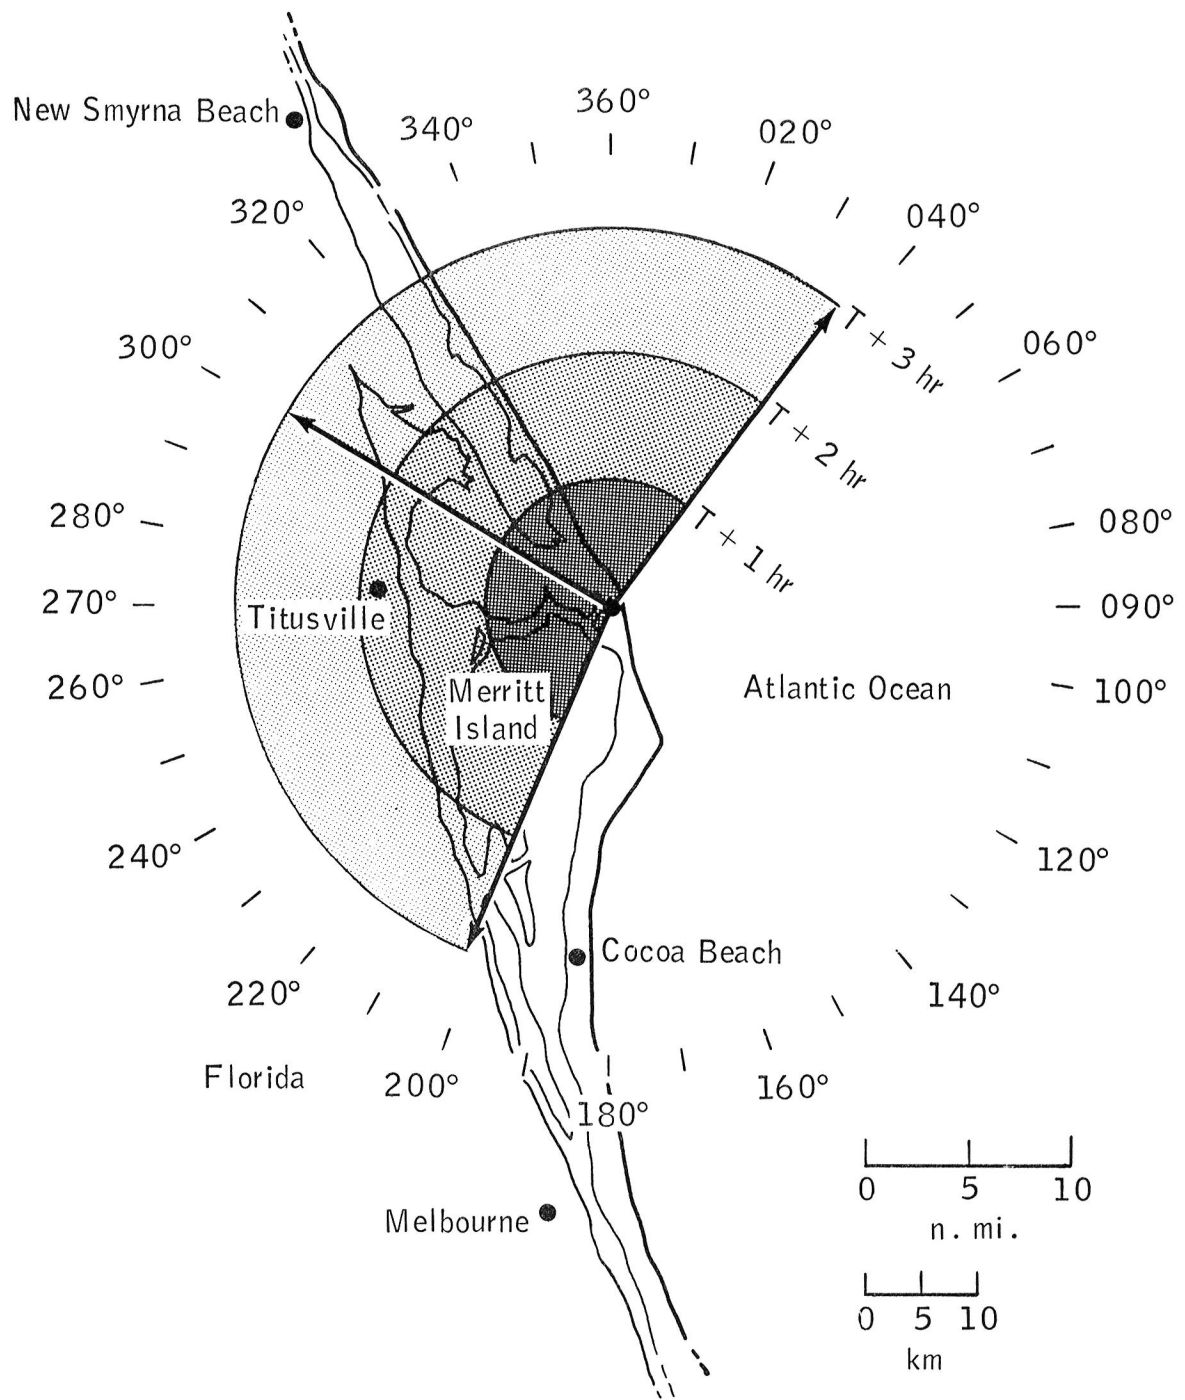 360°
New Smyrna Beach
340°
020°
320°
040°
300°
T + 3 hr
060°
T + 2 hr
280°
T + 1 hr
080°
270°
Titusville
090°
260°
Merritt
Island
Atlantic Ocean
100°
240°
120°
Cocoa Beach
220°
140°
Florida
200°
160°
180°
0 5 10
n. mi.
Melbourne
0 5 10
km